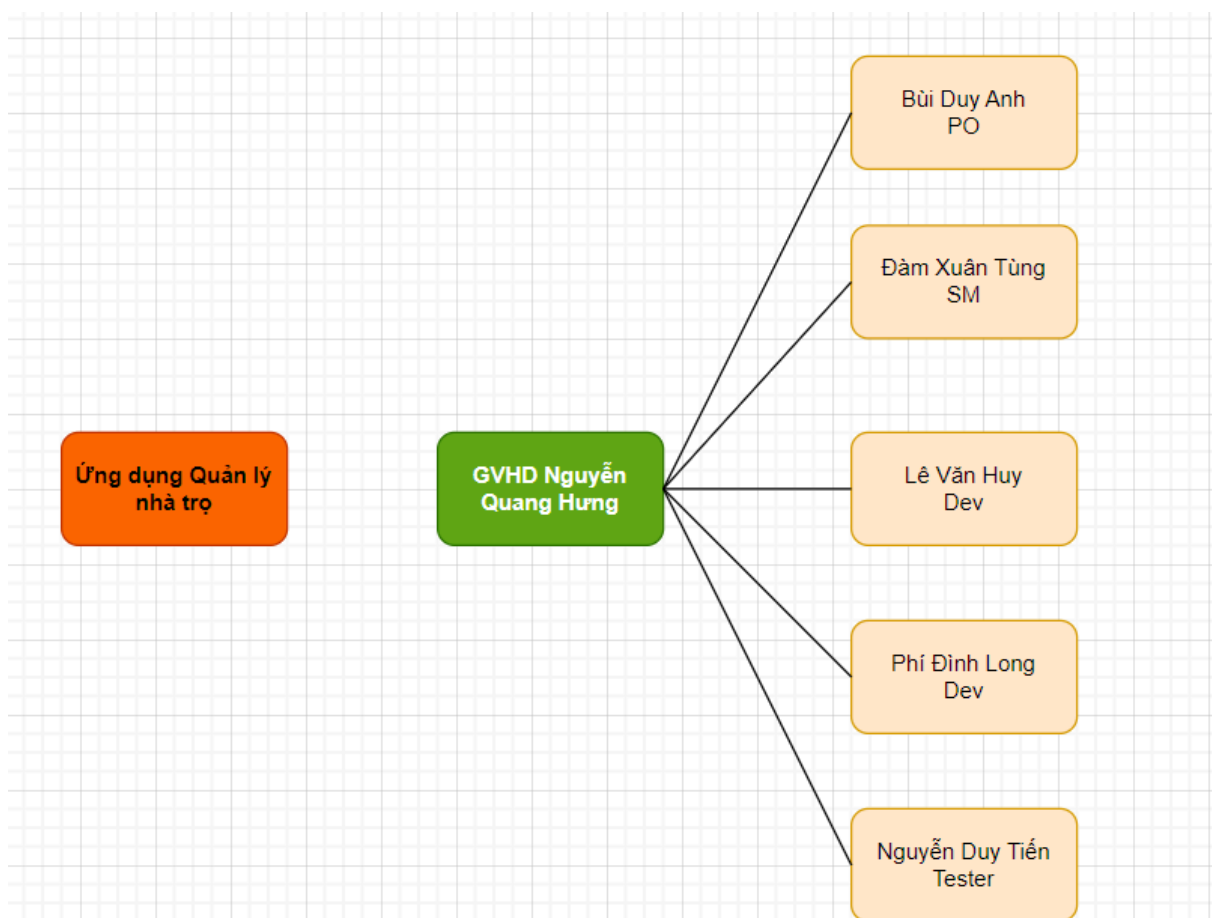 Bùi Duy Anh
PO
Đàm Xuân Tùng
SM
Ứng dụng Quản lý
nhà trọ
GVHD Nguyễn
Quang Hưng
Lê Văn Huy
Dev
Phí Đình Long
Dev
Nguyễn Duy Tiến
Tester